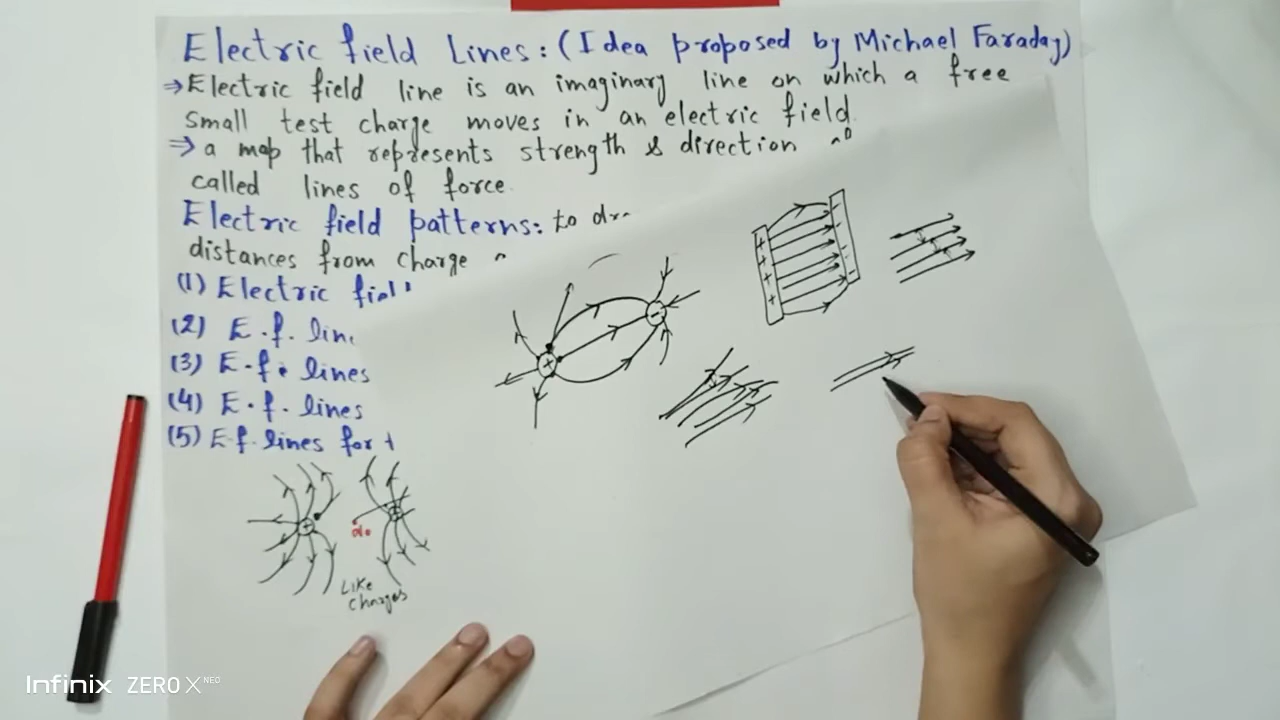 Electric field Lines: (Idea proposed by Michael Faraday)
⇒Electric field line is an imaginary line on which a free
small test charge moves in an electric field.
⇒ a map that represents strength & direction
called lines of force.
Electric field patterns: to
distances from charge
(1) Electric
(2) E.f.
(3) E.f. lines
(4) E.f. lines
(5) E.f. lines for
Like
charges
Infinix ZERO X NEO